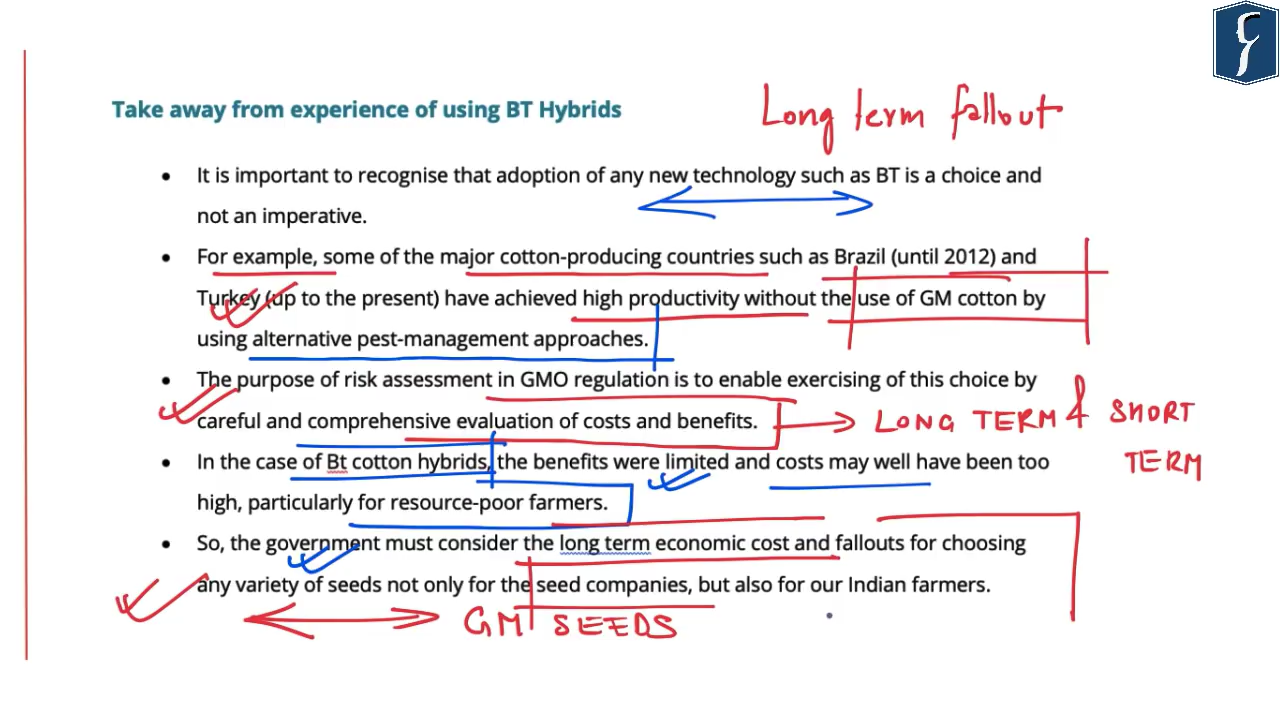 Take away from experience of using BT Hybrids
Long term fallout
• It is important to recognise that adoption of any new technology such as BT is a choice and
not an imperative.
• For example, some of the major cotton-producing countries such as Brazil (until 2012) and
Turkey (up to the present) have achieved high productivity without the use of GM cotton by
using alternative pest-management approaches.
• The purpose of risk assessment in GMO regulation is to enable exercising of this choice by
careful and comprehensive evaluation of costs and benefits.
LONG TERM & SHORT
TERM
• In the case of Bt cotton hybrids, the benefits were limited and costs may well have been too
high, particularly for resource-poor farmers.
• So, the government must consider the long term economic cost and fallouts for choosing
any variety of seeds not only for the seed companies, but also for our Indian farmers.
GM SEEDS